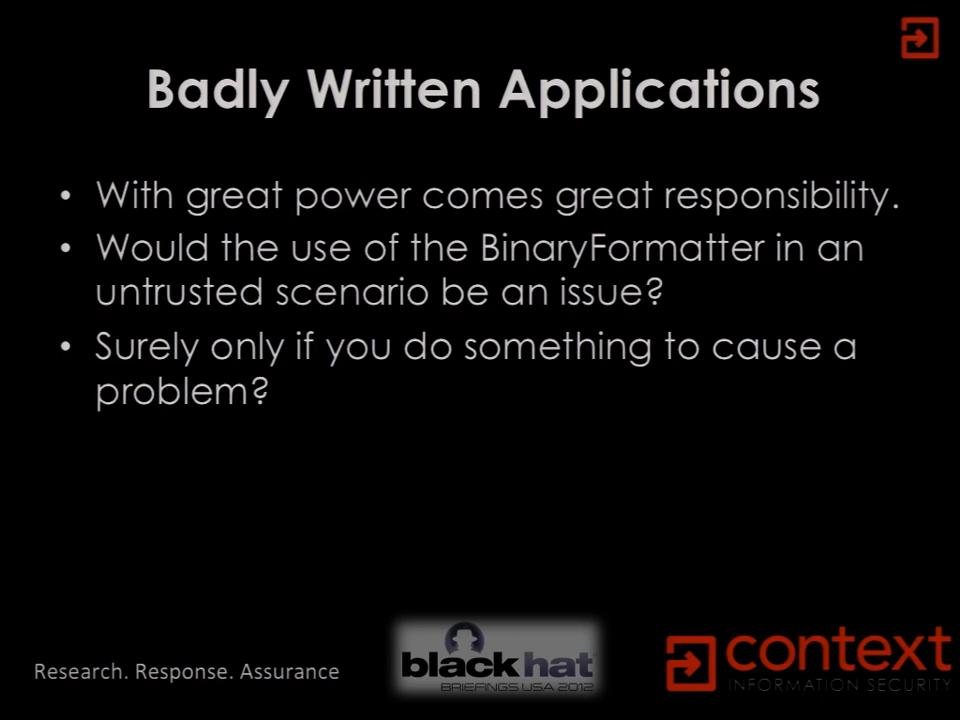 Badly Written Applications
• With great power comes great responsibility.
• Would the use of the BinaryFormatter in an
untrusted scenario be an issue?
• Surely only if you do something to cause a
problem?
Research. Response. Assurance
black hat
BRIEFINGS USA 2012
context
INFORMATION SECURITY